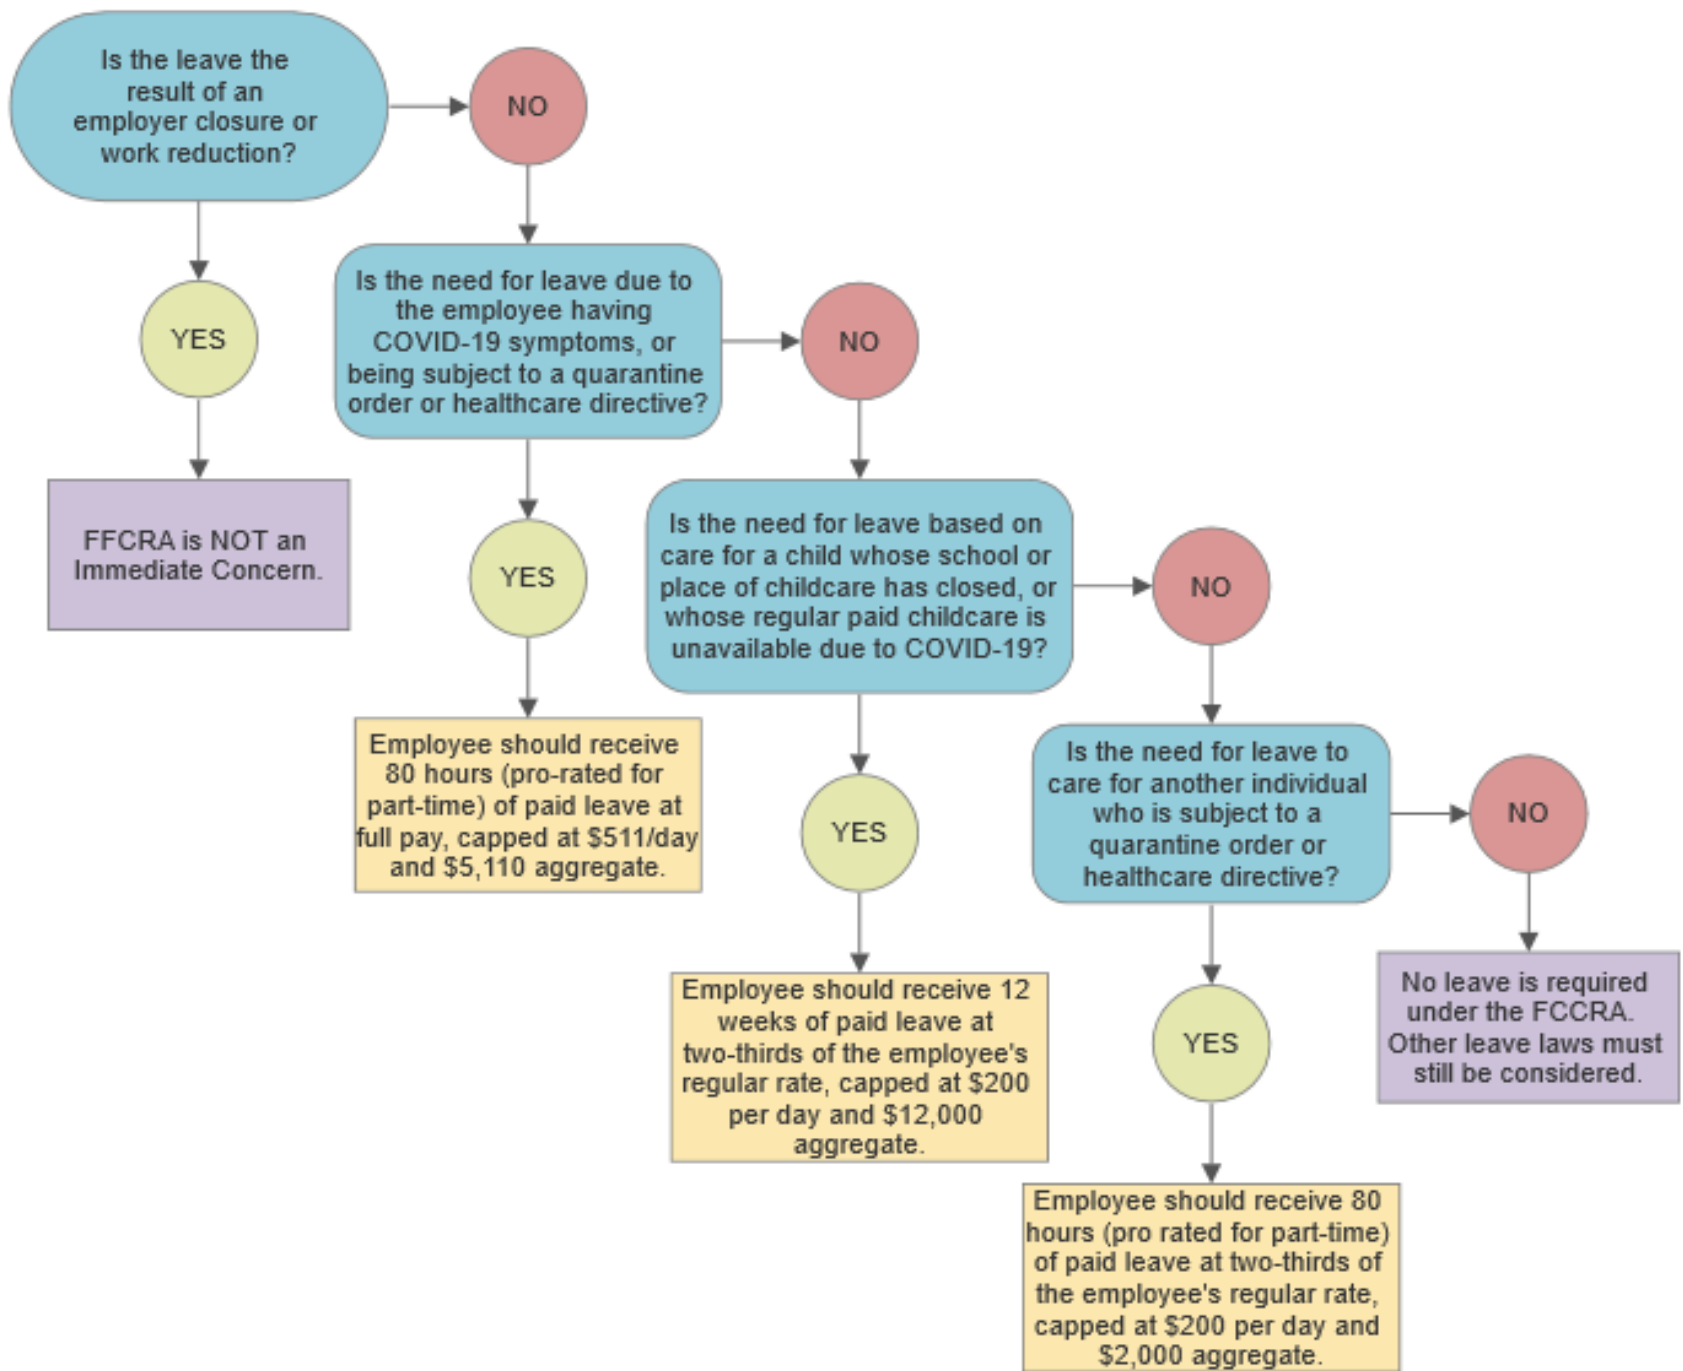 Is the leave the
result of an
employer closure or
work reduction?
NO
YES
FFCRA is NOT an
Immediate Concern.
Is the need for leave due to
the employee having
COVID-19 symptoms, or
being subject to a quarantine
order or healthcare directive?
NO
YES
Employee should receive
80 hours (pro-rated for
part-time) of paid leave at
full pay, capped at $511/day
and $5,110 aggregate.
Is the need for leave based on
care for a child whose school or
place of childcare has closed, or
whose regular paid childcare is
unavailable due to COVID-19?
NO
YES
Employee should receive 12
weeks of paid leave at
two-thirds of the employee's
regular rate, capped at $200
per day and $12,000
aggregate.
Is the need for leave to
care for another individual
who is subject to a
quarantine order or
healthcare directive?
NO
YES
No leave is required
under the FCCRA.
Other leave laws must
still be considered.
Employee should receive 80
hours (pro rated for part-time)
of paid leave at two-thirds of
the employee's regular rate,
capped at $200 per day and
$2,000 aggregate.